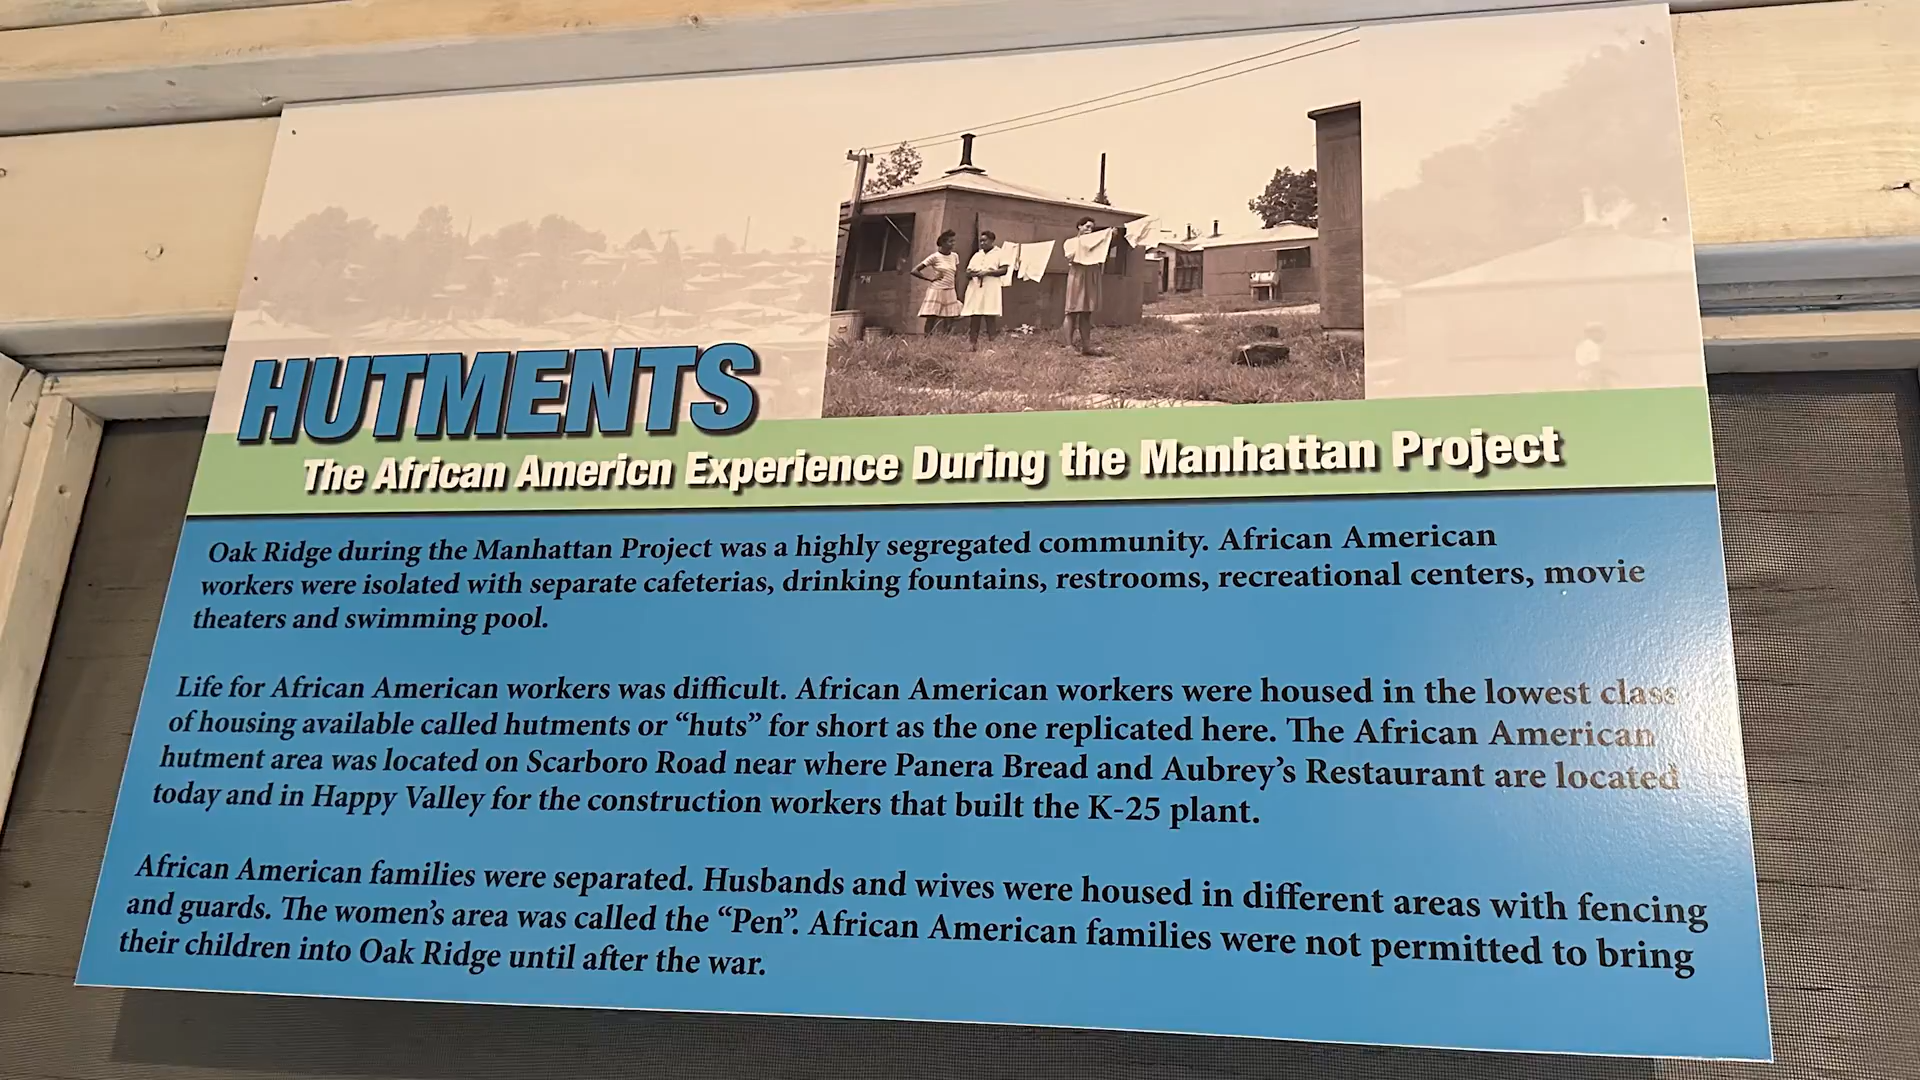 HUTMENTS
The African Americn Experience During the Manhattan Project
Oak Ridge during the Manhattan Project was a highly segregated community. African American
workers were isolated with separate cafeterias, drinking fountains, restrooms, recreational centers, movie
theaters and swimming pool.
Life for African American workers was difficult. African American workers were housed in the lowest class
of housing available called hutments or “huts” for short as the one replicated here. The African American
hutment area was located on Scarboro Road near where Panera Bread and Aubrey’s Restaurant are located
today and in Happy Valley for the construction workers that built the K-25 plant.
African American families were separated. Husbands and wives were housed in different areas with fencing
and guards. The women’s area was called the “Pen”. African American families were not permitted to bring
their children into Oak Ridge until after the war.